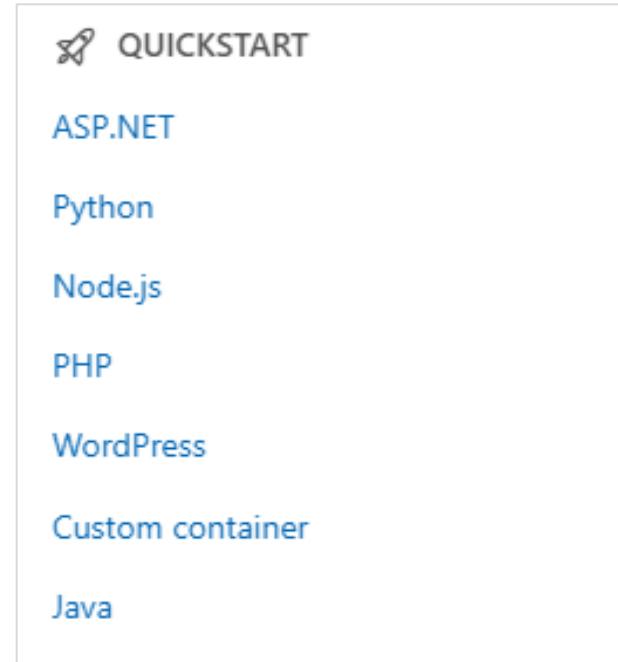 QUICKSTART
ASP.NET
Python
Node.js
PHP
WordPress
Custom container
Java